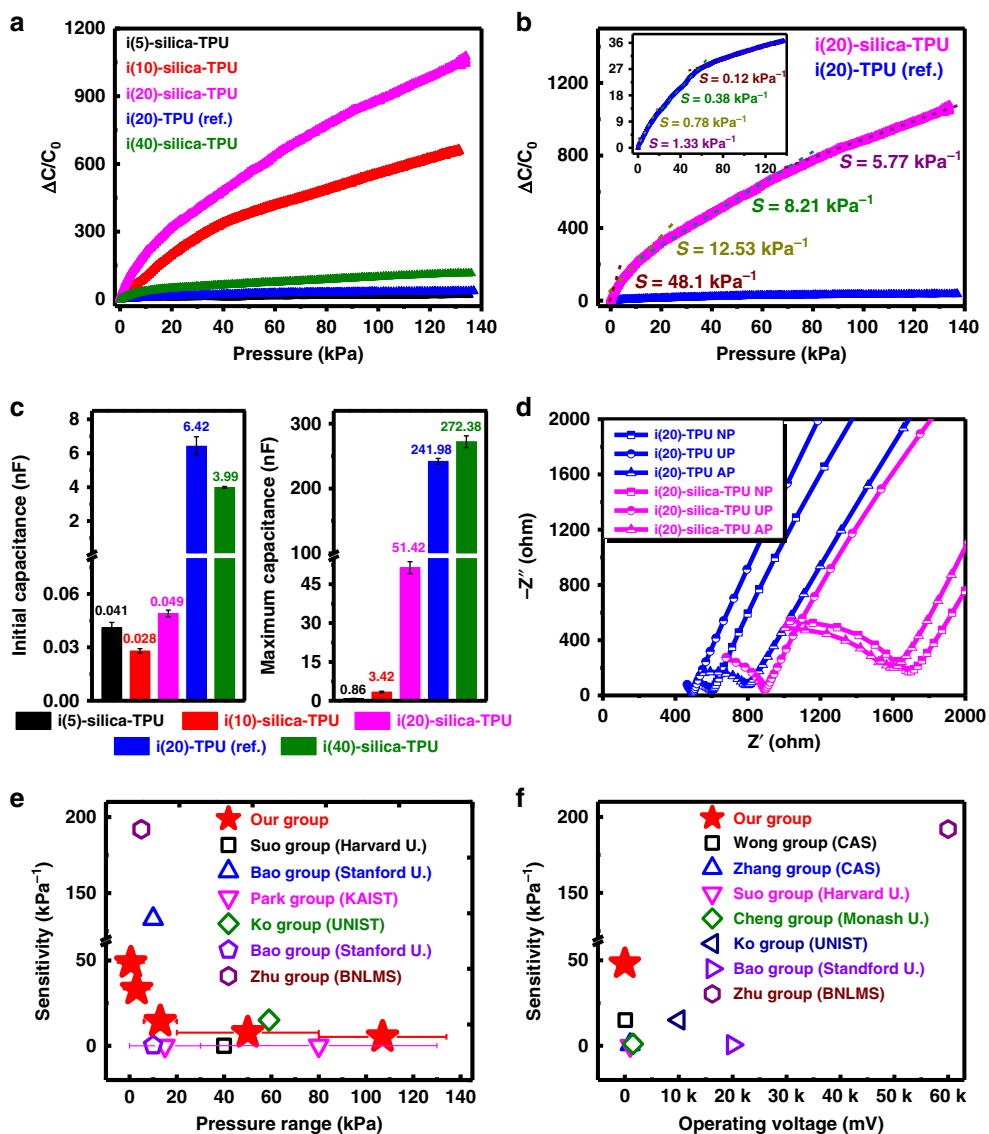 a
1200
900
600
300
0
0 20 40 60 80 100 120 140
ΔC/C0
Pressure (kPa)
i(5)-silica-TPU
i(10)-silica-TPU
i(20)-silica-TPU
i(20)-TPU (ref.)
i(40)-silica-TPU
b
1200
800
400
0
0 20 40 60 80 100 120 140
ΔC/C0
Pressure (kPa)
i(20)-silica-TPU
i(20)-TPU (ref.)
36
27
18
9
0
0 40 80 120
S = 0.12 kPa−1
S = 0.38 kPa−1
S = 0.78 kPa−1
S = 1.33 kPa−1
S = 5.77 kPa−1
S = 8.21 kPa−1
S = 12.53 kPa−1
S = 48.1 kPa−1
c
8
6
4
2
0.06
0.03
0.00
Initial capacitance (nF)
0.041
0.028
0.049
6.42
3.99
300
200
100
45
30
15
0
Maximum capacitance (nF)
0.86
3.42
51.42
241.98
272.38
i(5)-silica-TPU
i(10)-silica-TPU
i(20)-silica-TPU
i(20)-TPU (ref.)
i(40)-silica-TPU
d
2000
1600
1200
800
400
0
0 400 800 1200 1600 2000
−Z″ (ohm)
Z′ (ohm)
i(20)-TPU NP
i(20)-TPU UP
i(20)-TPU AP
i(20)-silica-TPU NP
i(20)-silica-TPU UP
i(20)-silica-TPU AP
e
200
150
50
0
0 20 40 60 80 100 120 140
Sensitivity (kPa−1)
Pressure range (kPa)
Our group
Suo group (Harvard U.)
Bao group (Stanford U.)
Park group (KAIST)
Ko group (UNIST)
Bao group (Stanford U.)
Zhu group (BNLMS)
f
200
150
50
0
0 10 k 20 k 30 k 40 k 50 k 60 k
Sensitivity (kPa−1)
Operating voltage (mV)
Our group
Wong group (CAS)
Zhang group (CAS)
Suo group (Harvard U.)
Cheng group (Monash U.)
Ko group (UNIST)
Bao group (Standford U.)
Zhu group (BNLMS)